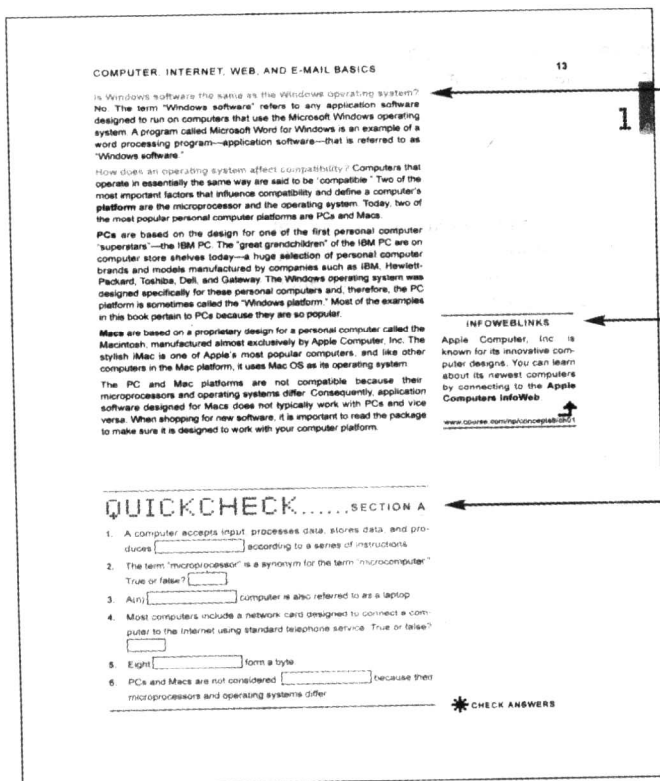 COMPUTER, INTERNET, WEB, AND E-MAIL BASICS 13
1
Is Windows software the same as the Windows operating system?
No. The term "Windows software" refers to any application software
designed to run on computers that use the Microsoft Windows operating
system. A program called Microsoft Word for Windows is an example of a
word processing program—application software—that is referred to as
"Windows software."
How does an operating system affect compatibility? Computers that
operate in essentially the same way are said to be "compatible." Two of the
most important factors that influence compatibility and define a computer's
platform are the microprocessor and the operating system. Today, two of
the most popular personal computer platforms are PCs and Macs.
PCs are based on the design for one of the first personal computer
"superstars"—the IBM PC. The "great grandchildren" of the IBM PC are on
computer store shelves today—a huge selection of personal computer
brands and models manufactured by companies such as IBM, Hewlett-
Packard, Toshiba, Dell, and Gateway. The Windows operating system was
designed specifically for these personal computers and, therefore, the PC
platform is sometimes called the "Windows platform." Most of the examples
in this book pertain to PCs because they are so popular.
Macs are based on a proprietary design for a personal computer called the
Macintosh, manufactured almost exclusively by Apple Computer, Inc. The
stylish iMac is one of Apple's most popular computers, and like other
computers in the Mac platform, it uses Mac OS as its operating system.
The PC and Mac platforms are not compatible because their
microprocessors and operating systems differ. Consequently, application
software designed for Macs does not typically work with PCs and vice
versa. When shopping for new software, it is important to read the package
to make sure it is designed to work with your computer platform.
INFOWEBLINKS
Apple Computer, Inc. is
known for its innovative com-
puter designs. You can learn
about its newest computers
by connecting to the Apple
Computers InfoWeb.
www.course.com/np/concepts8/ch01
QUICKCHECK......SECTION A
1. A computer accepts input, processes data, stores data, and pro-
duces according to a series of instructions.
2. The term "microprocessor" is a synonym for the term "microcomputer."
True or false?
3. A(n) computer is also referred to as a laptop.
4. Most computers include a network card designed to connect a com-
puter to the Internet using standard telephone service. True or false?
5. Eight form a byte.
6. PCs and Macs are not considered because their
microprocessors and operating systems differ.
CHECK ANSWERS